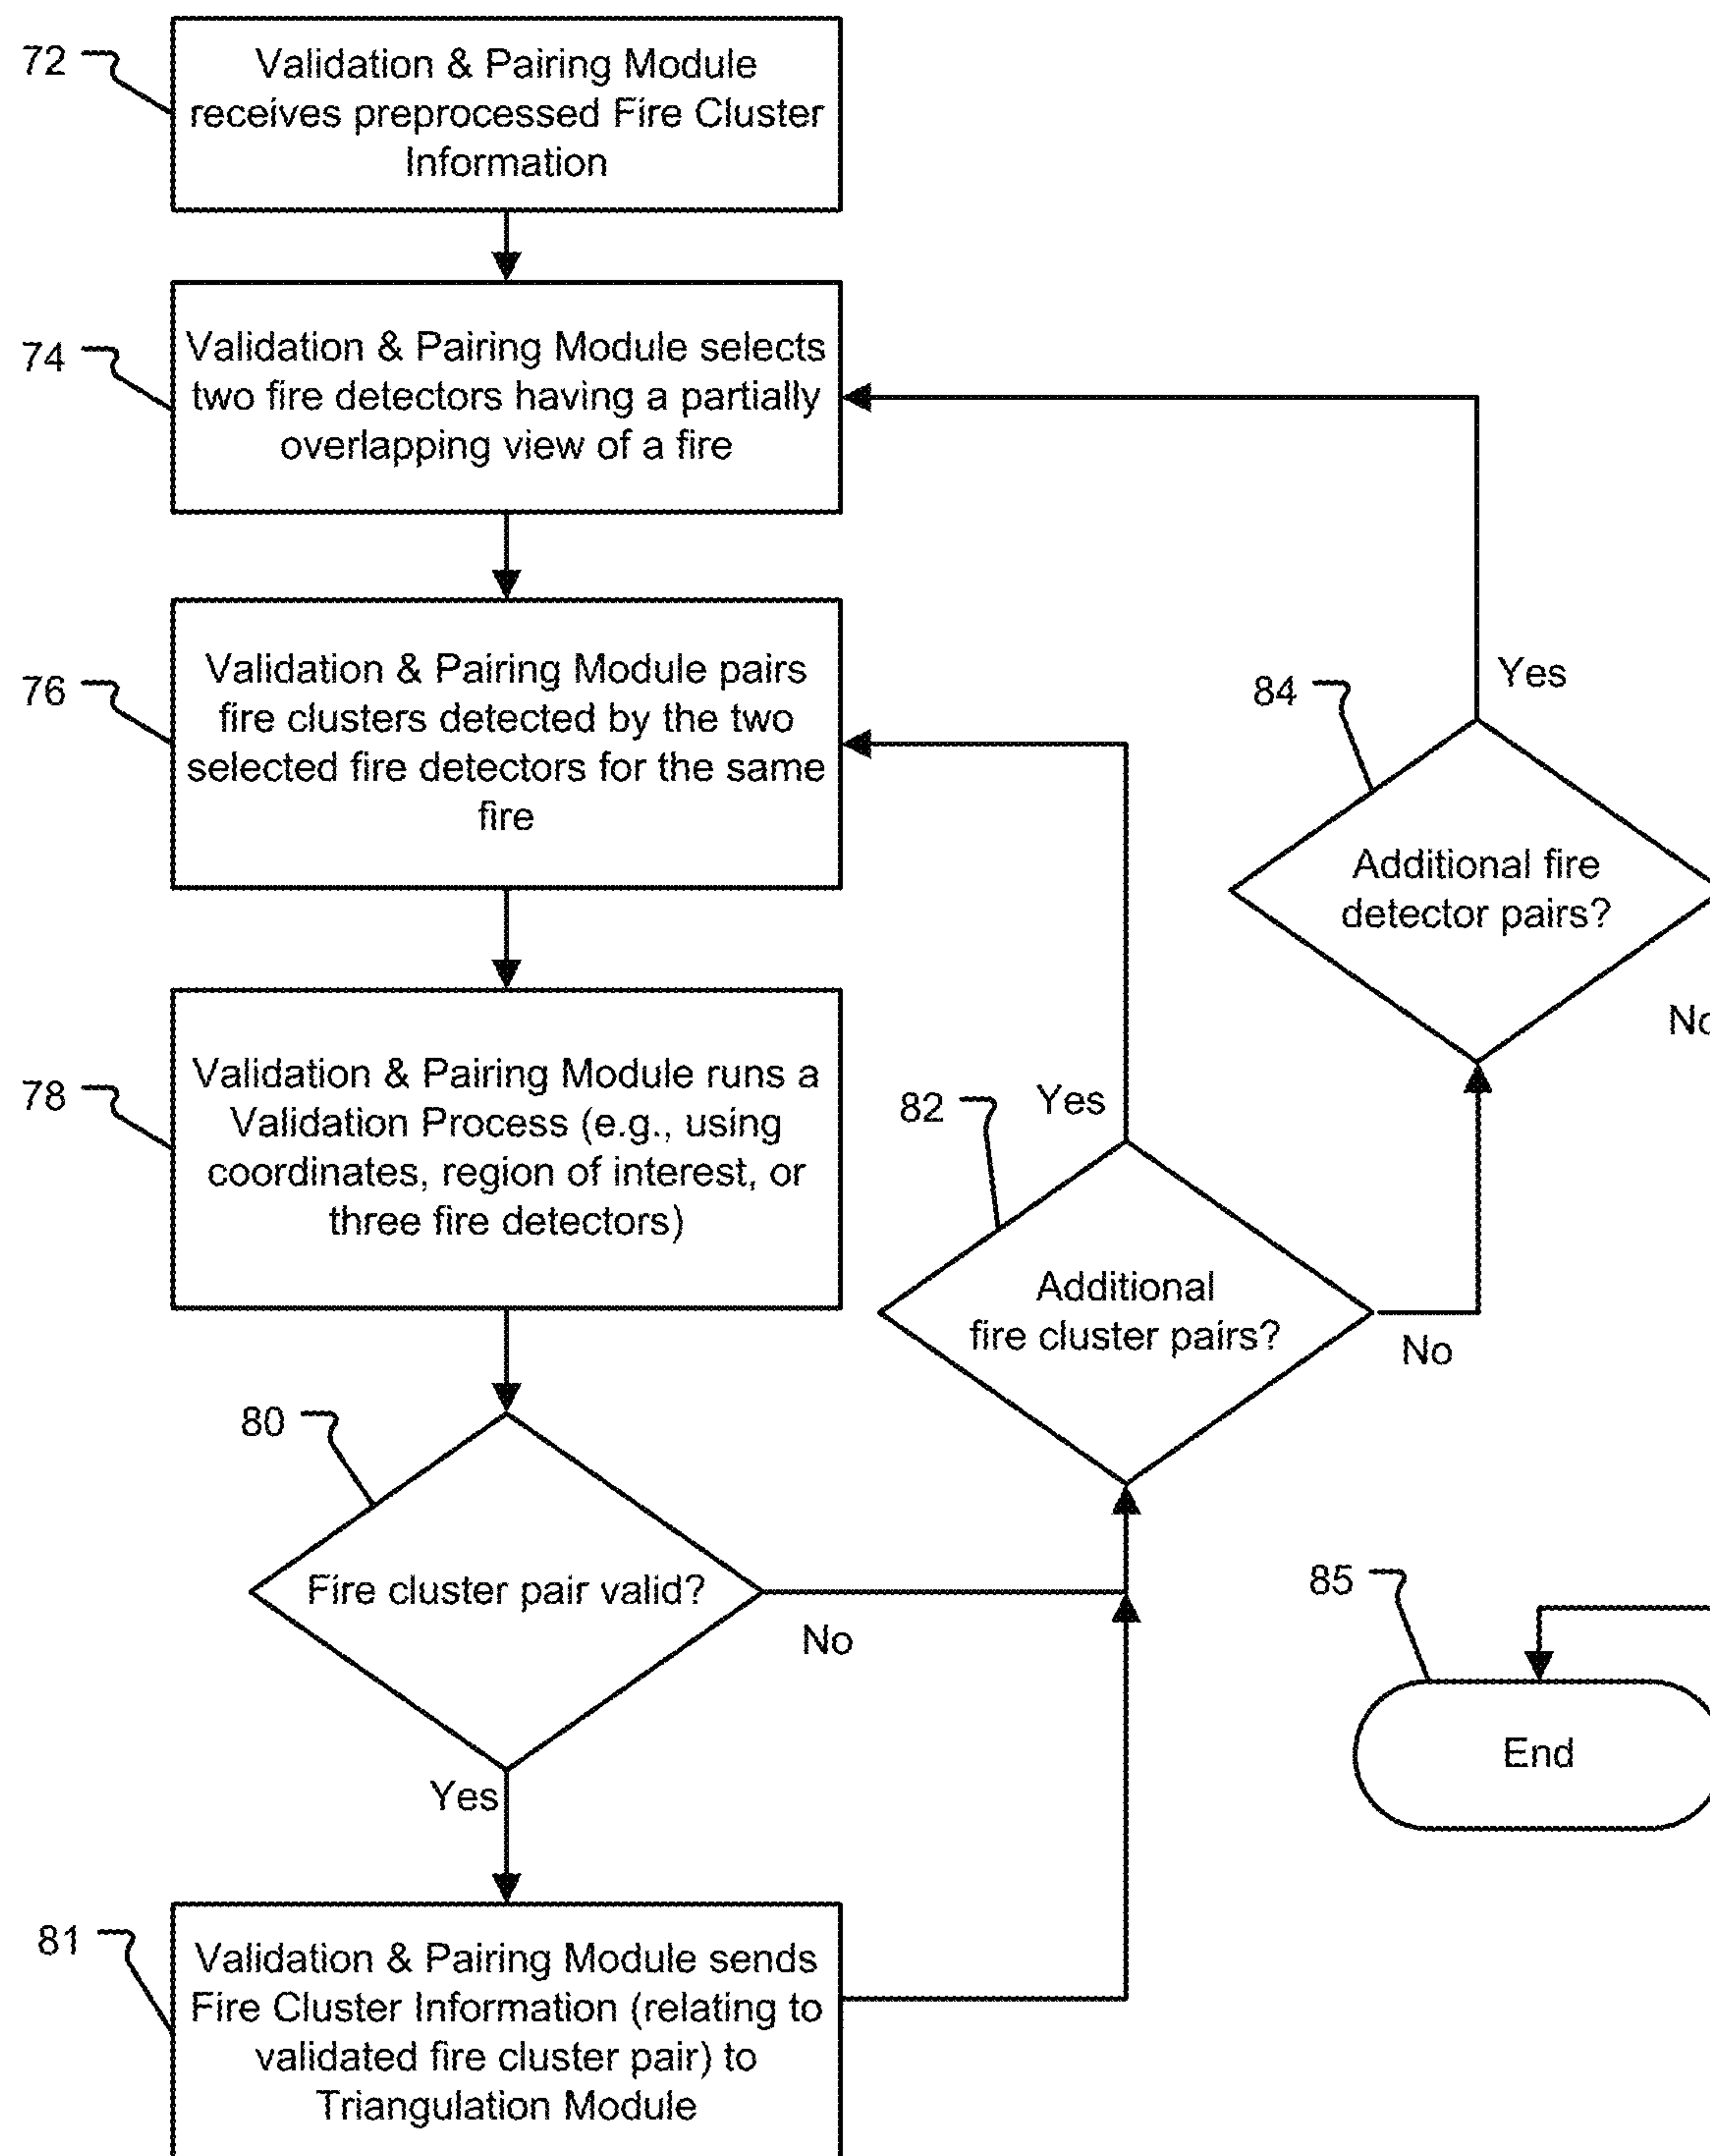 72
Validation & Pairing Module
receives preprocessed Fire Cluster
Information
74
Validation & Pairing Module selects
two fire detectors having a partially
overlapping view of a fire
76
Validation & Pairing Module pairs
fire clusters detected by the two
selected fire detectors for the same
fire
84
Yes
Additional fire
detector pairs?
No
78
Validation & Pairing Module runs a
Validation Process (e.g., using
coordinates, region of interest, or
three fire detectors)
82
Yes
Additional
fire cluster pairs?
No
80
Fire cluster pair valid?
No
Yes
85
End
81
Validation & Pairing Module sends
Fire Cluster Information (relating to
validated fire cluster pair) to
Triangulation Module